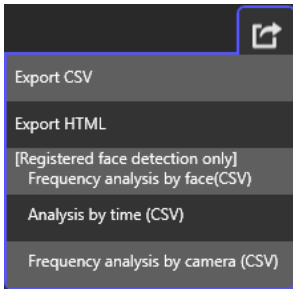 Export CSV
Export HTML
[Registered face detection only]
Frequency analysis by face(CSV)
Analysis by time (CSV)
Frequency analysis by camera (CSV)